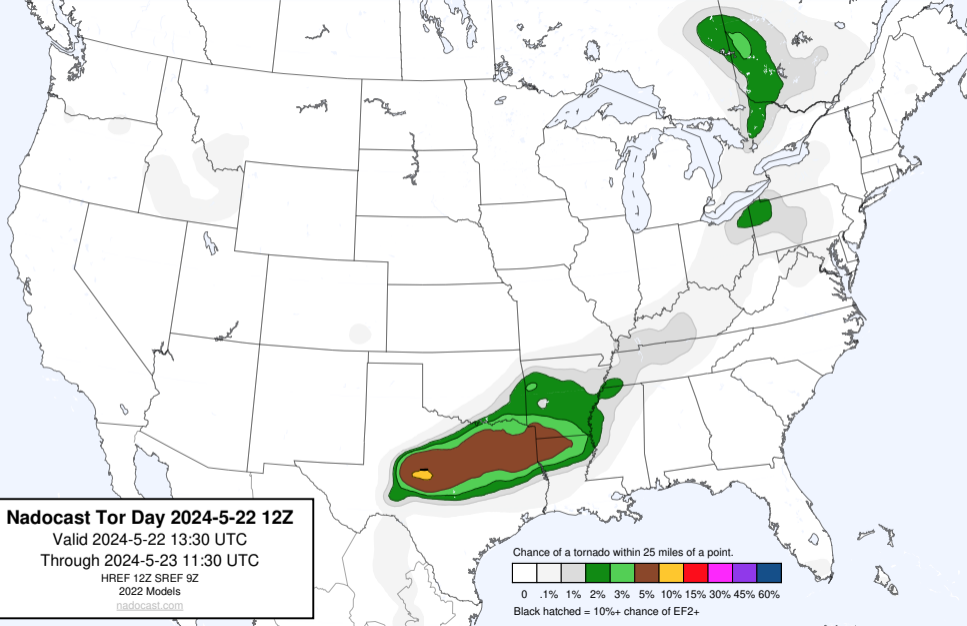 Nadocast Tor Day 2024-5-22 12Z
Valid 2024-5-22 13:30 UTC
Through 2024-5-23 11:30 UTC
HREF 12Z SREF 9Z
2022 Models
nadocast.com
Chance of a tornado within 25 miles of a point.
0 .1% 1% 2% 3% 5% 10% 15% 30% 45% 60%
Black hatched = 10%+ chance of EF2+